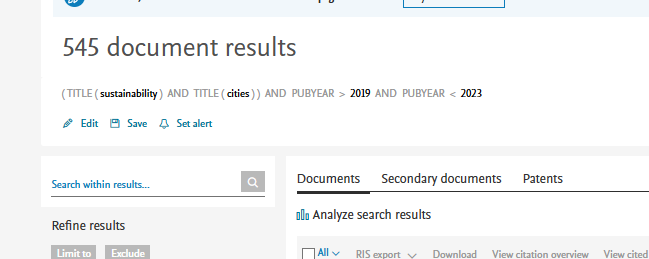 545 document results
( TITLE ( sustainability ) AND TITLE ( cities ) ) AND PUBYEAR > 2019 AND PUBYEAR < 2023
Edit Save Set alert
Search within results...
Documents Secondary documents Patents
Refine results
Analyze search results
Limit to Exclude
All RIS export Download View citation overview View cited